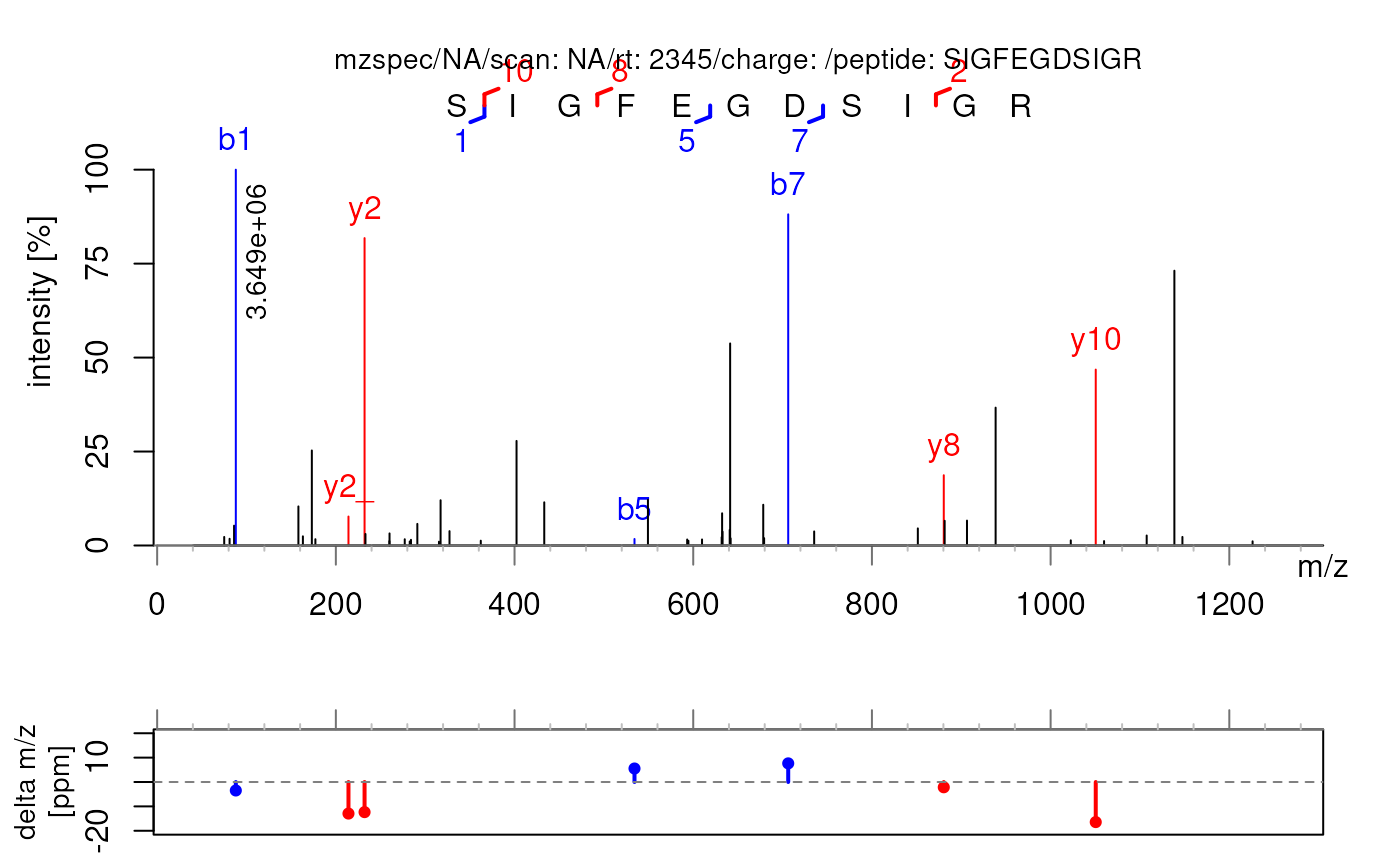 mzspec/NA/scan: NA/rt: 2345/charge: /peptide: SIGFEGDSIGR
10 8 2
S I G F E G D S I G R
1 5 7
b1
b7
y2
3.649e+06
y10
y8
y2
b5
intensity [%]
100
75
50
25
0
m/z
0 200 400 600 800 1000 1200
delta m/z
[ppm]
10
-20